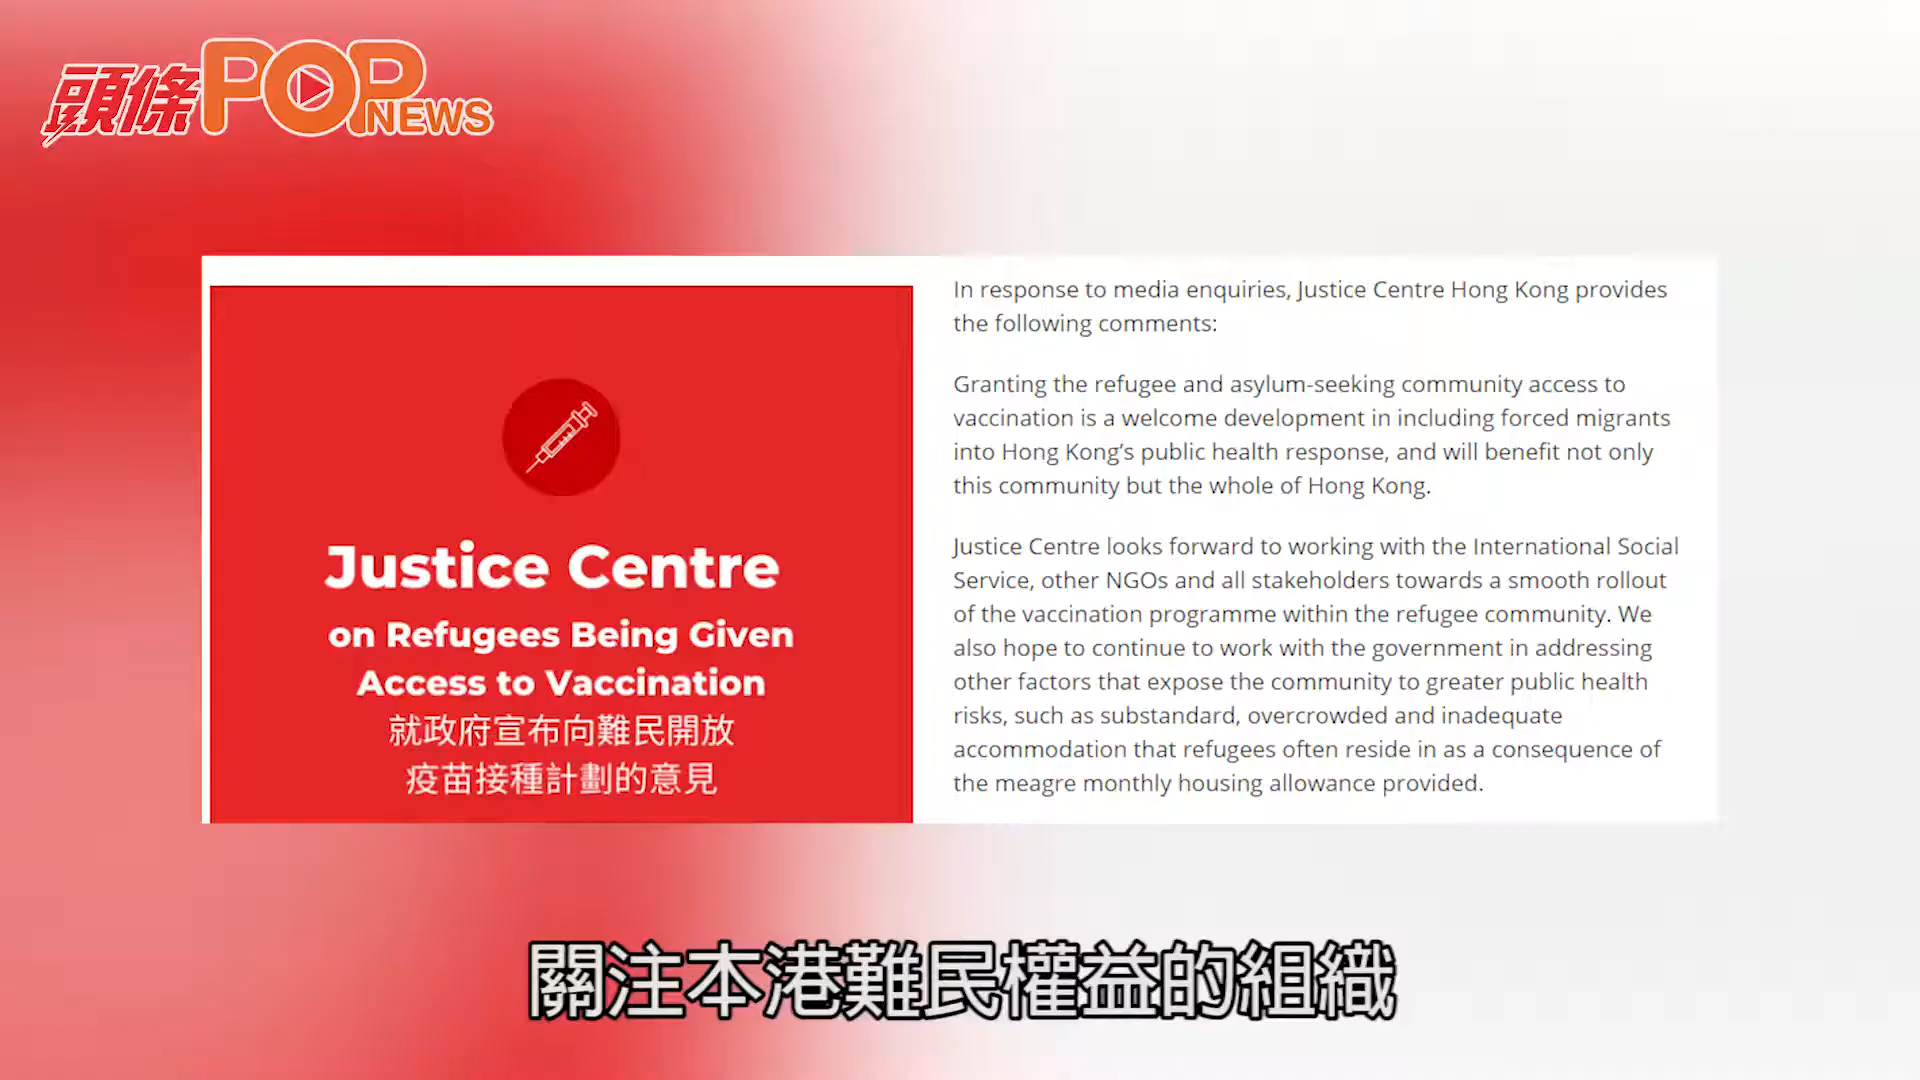 頭條POPNEWS
Justice Centre
on Refugees Being Given
Access to Vaccination
就政府宣布向難民開放
疫苗接種計劃的意見
In response to media enquiries, Justice Centre Hong Kong provides
the following comments:
Granting the refugee and asylum-seeking community access to
vaccination is a welcome development in including forced migrants
into Hong Kong’s public health response, and will benefit not only
this community but the whole of Hong Kong.
Justice Centre looks forward to working with the International Social
Service, other NGOs and all stakeholders towards a smooth rollout
of the vaccination programme within the refugee community. We
also hope to continue to work with the government in addressing
other factors that expose the community to greater public health
risks, such as substandard, overcrowded and inadequate
accommodation that refugees often reside in as a consequence of
the meagre monthly housing allowance provided.
關注本港難民權益的組織